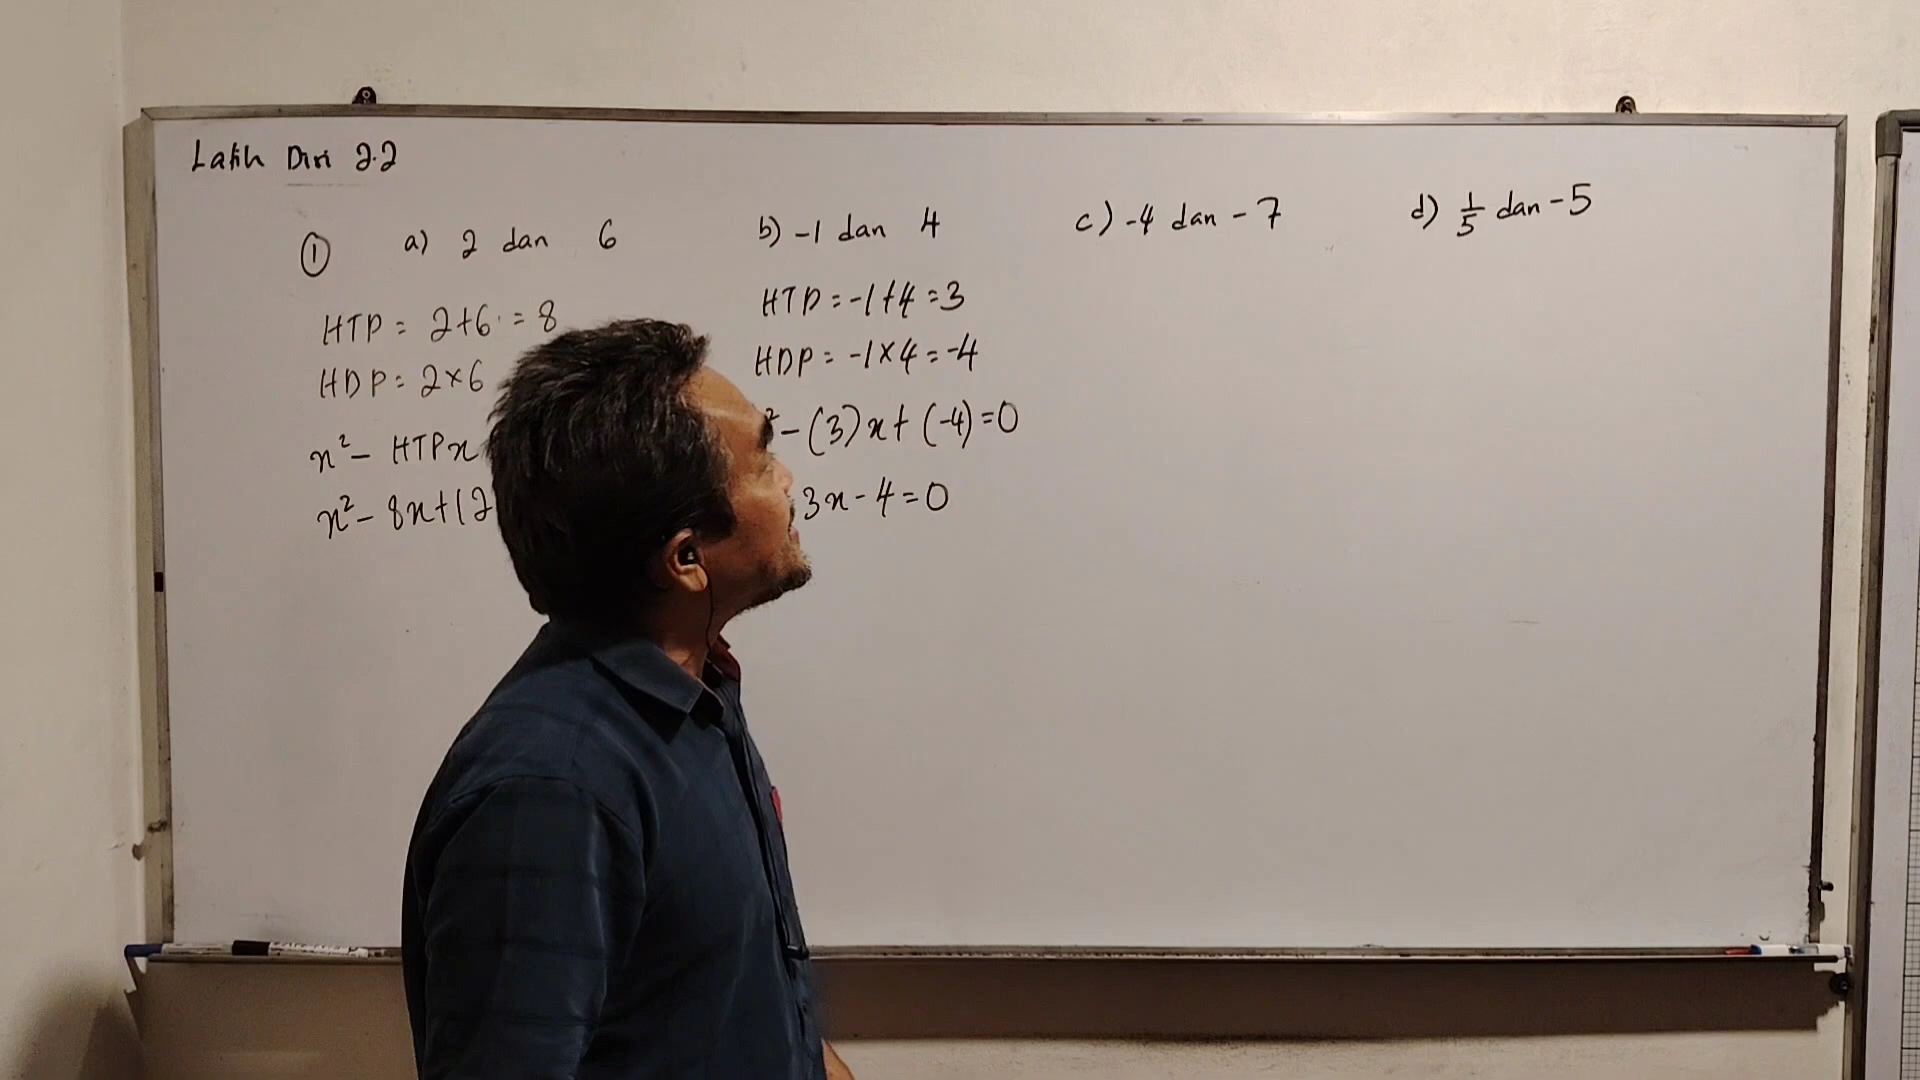 Latih Diri 2.2
① a) 2 dan 6
HTP = 2+6 = 8
HDP = 2×6
x² - HTPx
x² - 8x+12
b) -1 dan 4
HTP = -1+4 = 3
HDP = -1×4 = -4
² - (3)x + (-4) = 0
3x - 4 = 0
c) -4 dan -7
d) 1/5 dan -5